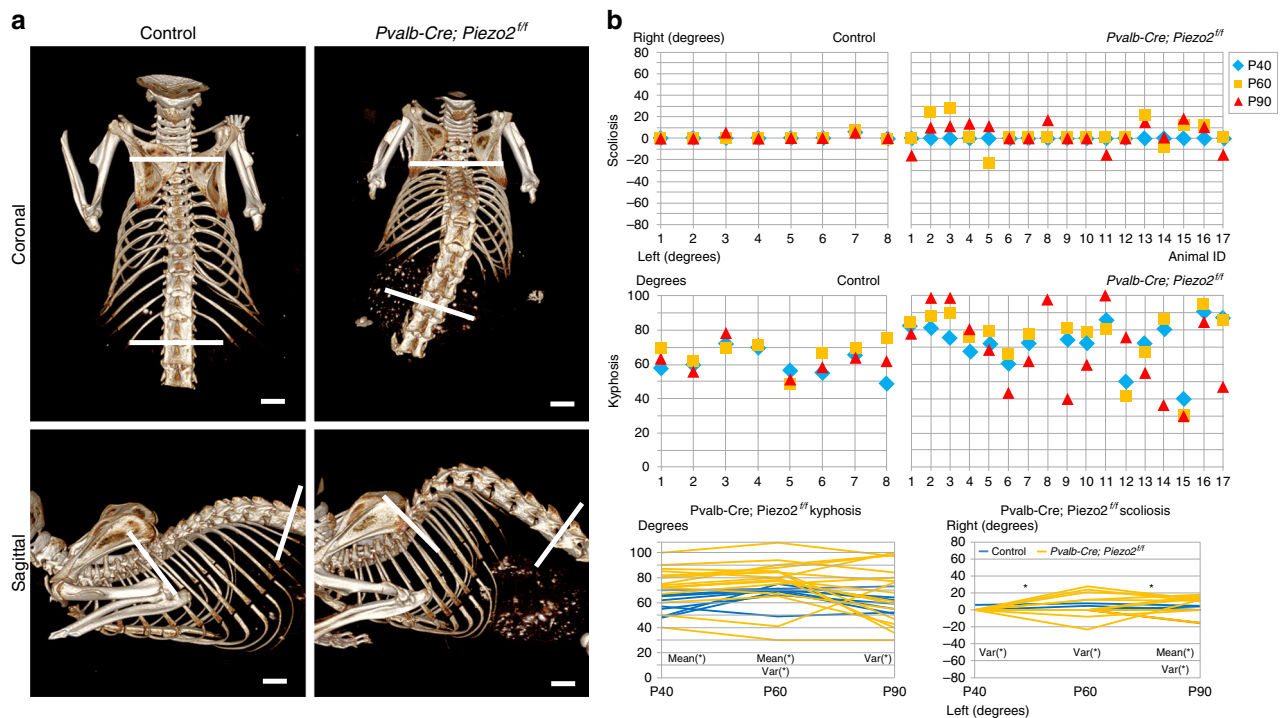 a
Control
Pvalb-Cre; Piezo2 f/f
Coronal
Sagittal
b
Right (degrees)
Control
Pvalb-Cre; Piezo2 f/f
P40
P60
P90
80
60
40
20
0
–20
–40
–60
–80
Scoliosis
1 2 3 4 5 6 7 8
1 2 3 4 5 6 7 8 9 10 11 12 13 14 15 16 17
Left (degrees)
Animal ID
Degrees
Control
Pvalb-Cre; Piezo2 f/f
100
80
60
40
20
0
Kyphosis
1 2 3 4 5 6 7 8
1 2 3 4 5 6 7 8 9 10 11 12 13 14 15 16 17
Pvalb-Cre; Piezo2 f/f kyphosis
Degrees
100
80
60
40
20
0
Mean(*) Mean(*) Var(*)
Var(*)
P40 P60 P90
Pvalb-Cre; Piezo2 f/f scoliosis
Right (degrees)
Control Pvalb-Cre; Piezo2 f/f
80
60
40
20
0
–20
–40
–60
–80
* *
Var(*) Var(*) Mean(*)
Var(*)
P40 P60 P90
Left (degrees)